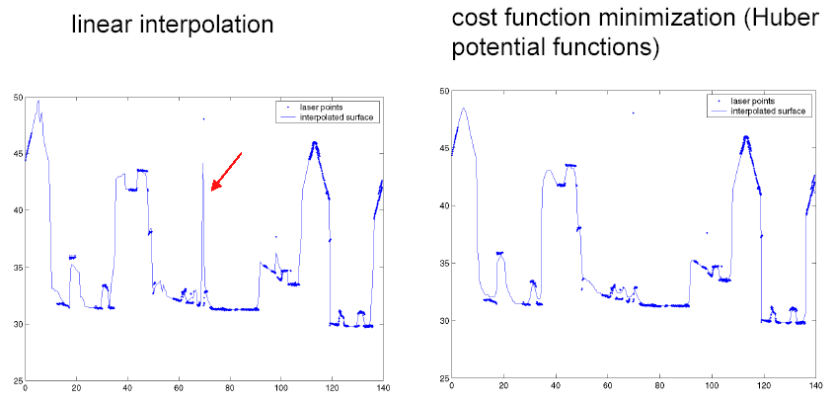 linear interpolation
cost function minimization (Huber
potential functions)
50
45
40
35
30
25
0 20 40 60 80 100 120 140
laser points
interpolated surface
50
45
40
35
30
25
0 20 40 60 80 100 120 140
laser points
interpolated surface